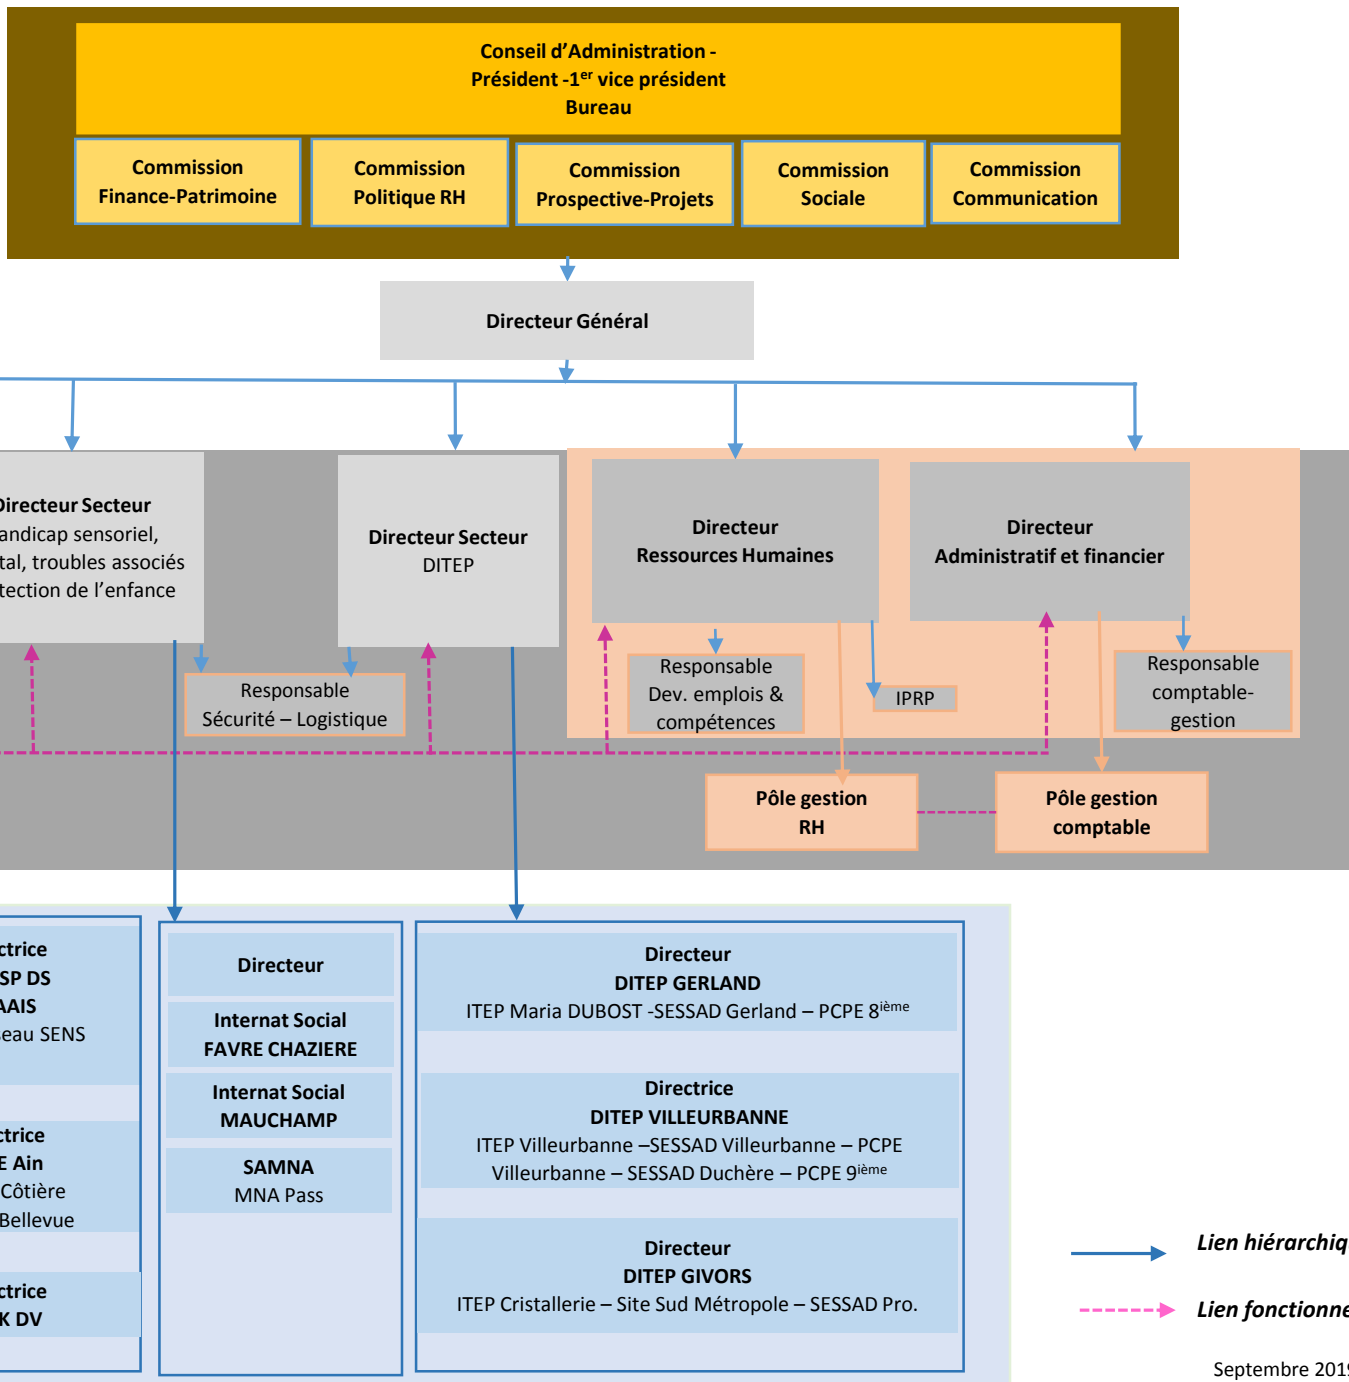 Conseil d’Administration -
Président -1er vice président
Bureau
Commission
Finance-Patrimoine
Commission
Politique RH
Commission
Prospective-Projets
Commission
Sociale
Commission
Communication
Directeur Général
Directeur Secteur
andicap sensoriel,
tal, troubles associés
tection de l’enfance
Directeur Secteur
DITEP
Directeur
Ressources Humaines
Directeur
Administratif et financier
Responsable
Sécurité – Logistique
Responsable
Dev. emplois &
compétences
IPRP
Responsable
comptable-
gestion
Pôle gestion
RH
Pôle gestion
comptable
ctrice
SP DS
AAIS
eau SENS
ctrice
E Ain
Côtière
Bellevue
ctrice
K DV
Directeur
Internat Social
FAVRE CHAZIERE
Internat Social
MAUCHAMP
SAMNA
MNA Pass
Directeur
DITEP GERLAND
ITEP Maria DUBOST -SESSAD Gerland – PCPE 8ième
Directrice
DITEP VILLEURBANNE
ITEP Villeurbanne –SESSAD Villeurbanne – PCPE
Villeurbanne – SESSAD Duchère – PCPE 9ième
Directeur
DITEP GIVORS
ITEP Cristallerie – Site Sud Métropole – SESSAD Pro.
Lien hiérarchiq
Lien fonctionne
Septembre 2019